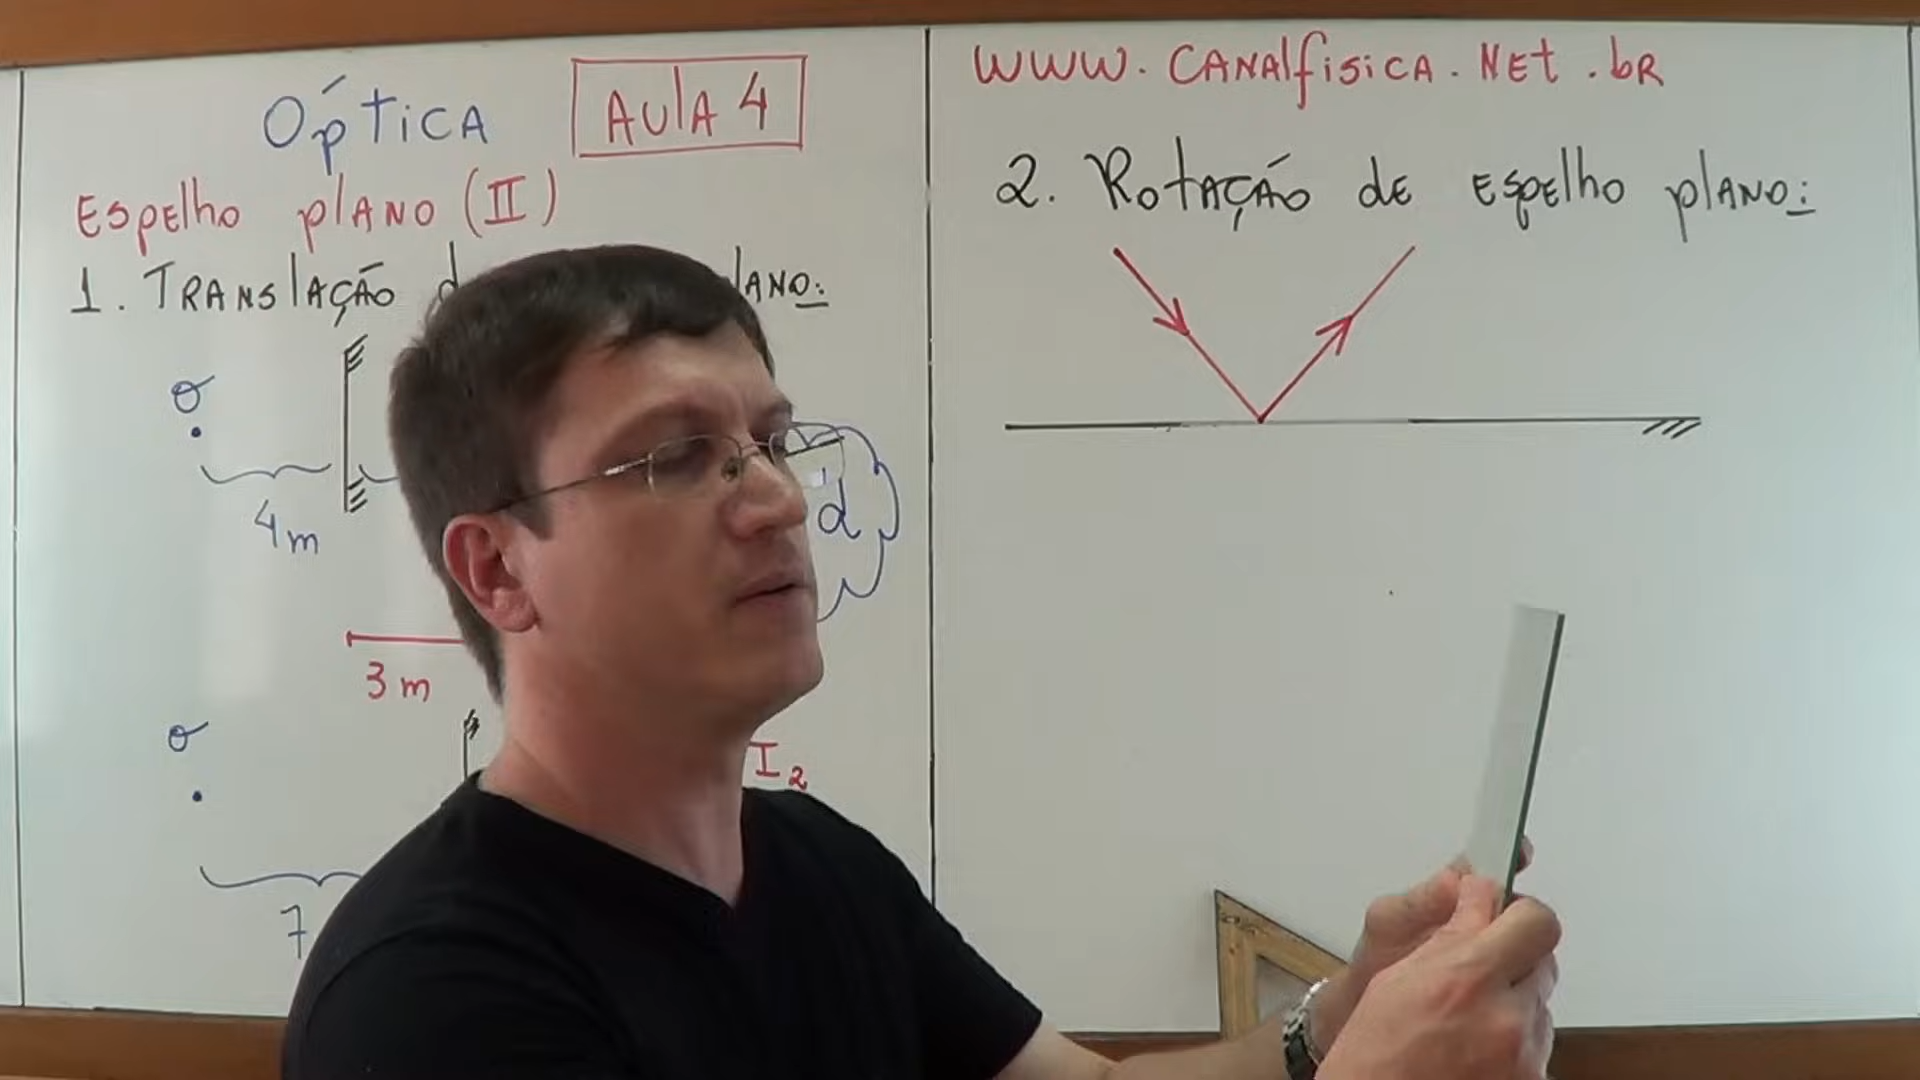 Óptica Aula 4
Espelho plano (II)
1. Translação
4m
d
3m
I2
7
www.canalfisica.net.br
2. Rotação de espelho plano: